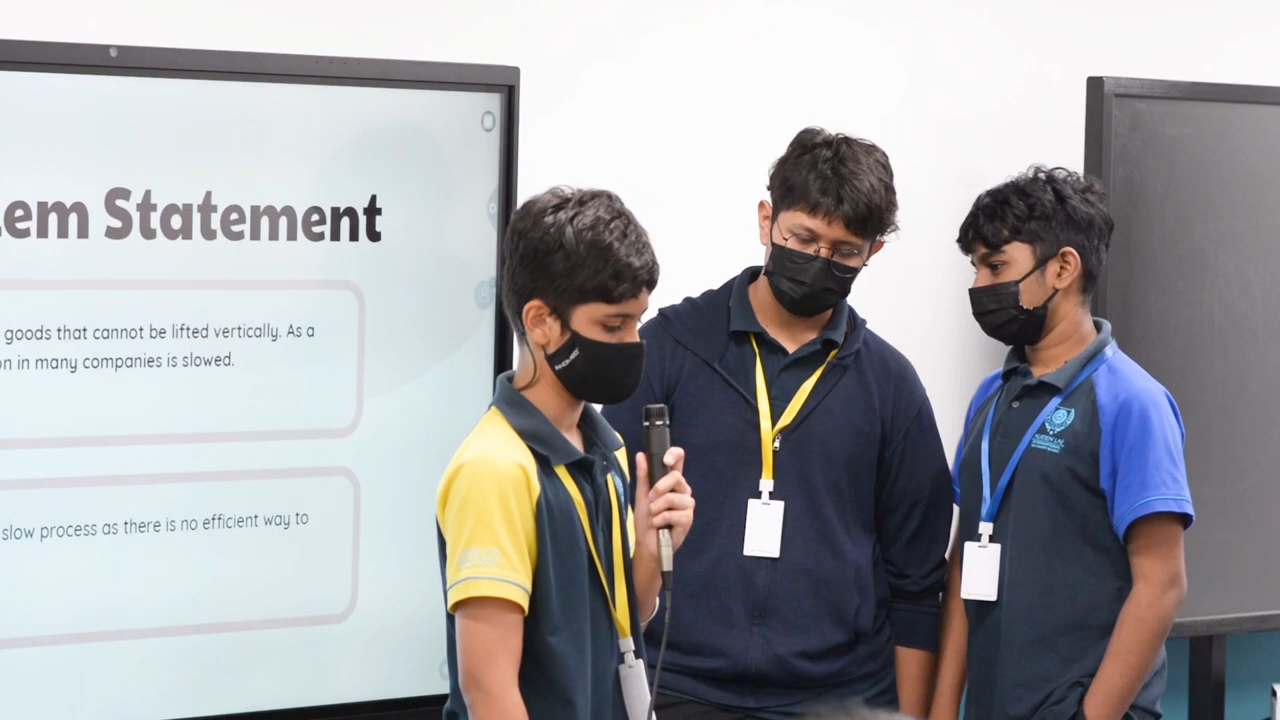 lem Statement
goods that cannot be lifted vertically. As a
on in many companies is slowed.
slow process as there is no efficient way to